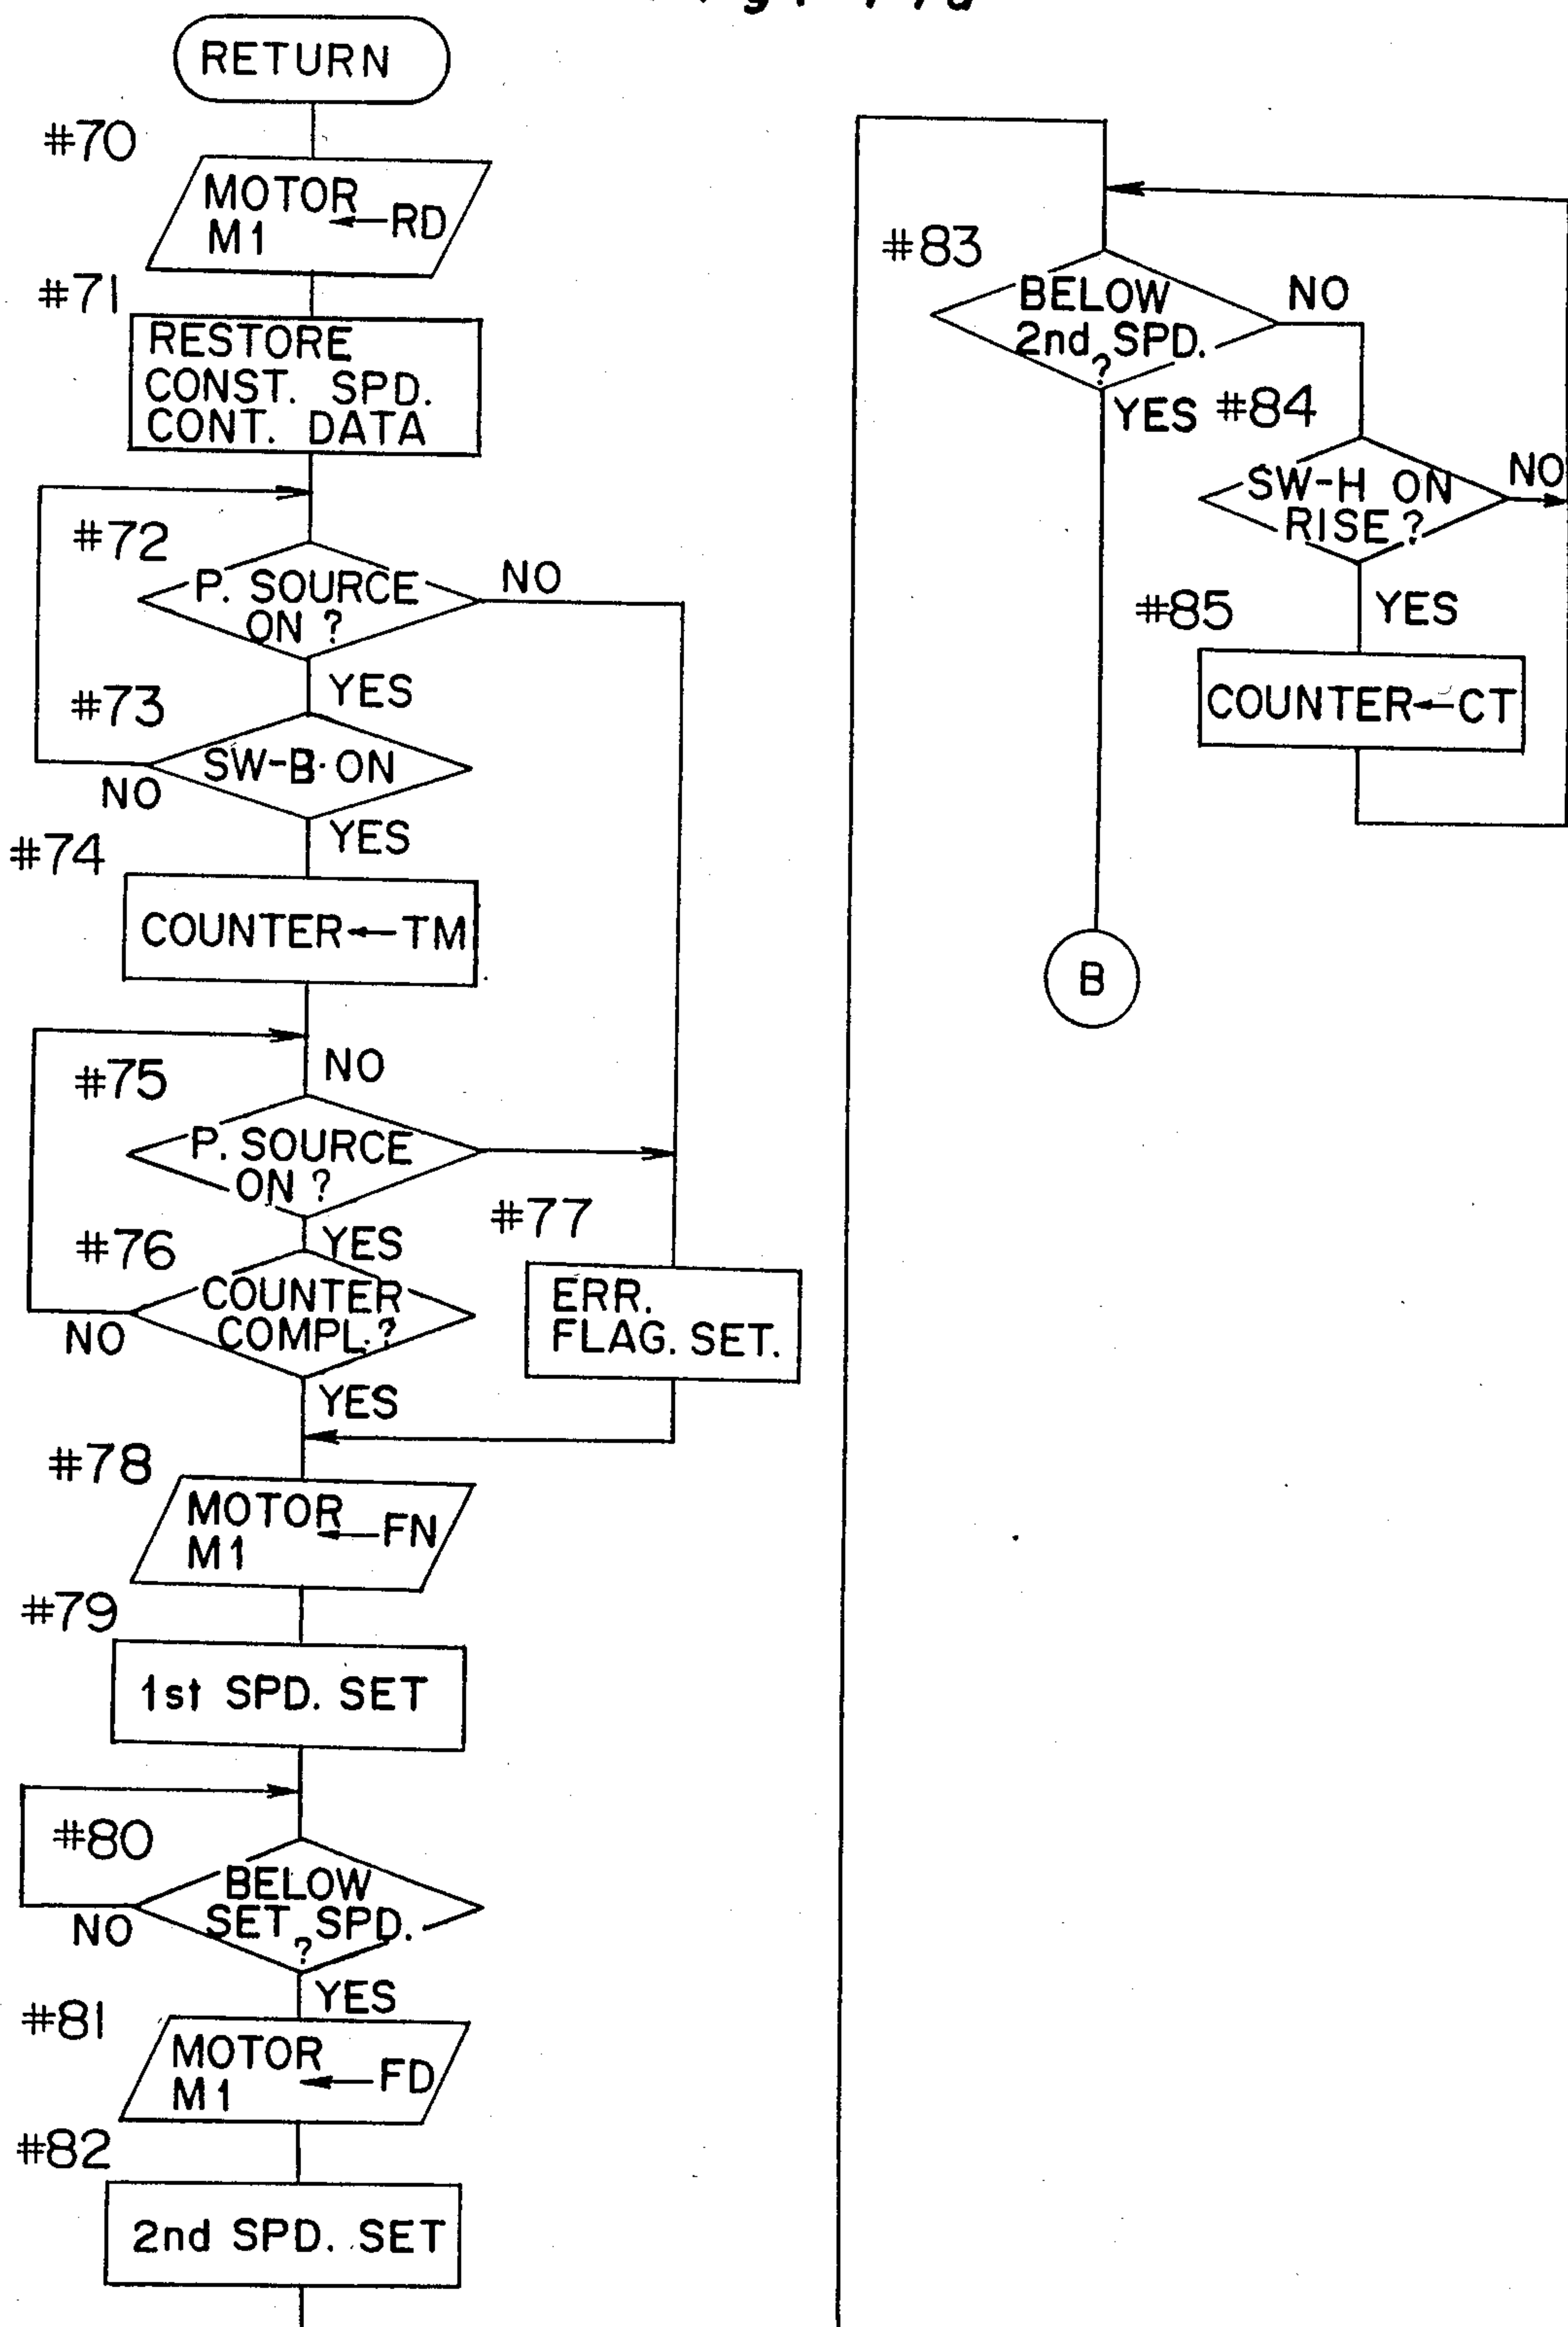 RETURN
#70
MOTOR
M1 ←RD
#71
RESTORE
CONST. SPD.
CONT. DATA
#72
P. SOURCE
ON ?
NO
YES
#73
SW-B ON
NO
YES
#74
COUNTER←TM
NO
#75
P. SOURCE
ON ?
YES
#76
COUNTER
COMPL.?
NO
YES
#77
ERR.
FLAG. SET.
#78
MOTOR
M1 ←FN
#79
1st SPD. SET
#80
BELOW
SET SPD.
?
NO
YES
#81
MOTOR
M1 ←FD
#82
2nd SPD. SET
#83
BELOW
2nd SPD.
?
NO
YES
#84
SW-H ON
RISE ?
NO
YES
#85
COUNTER←CT
B